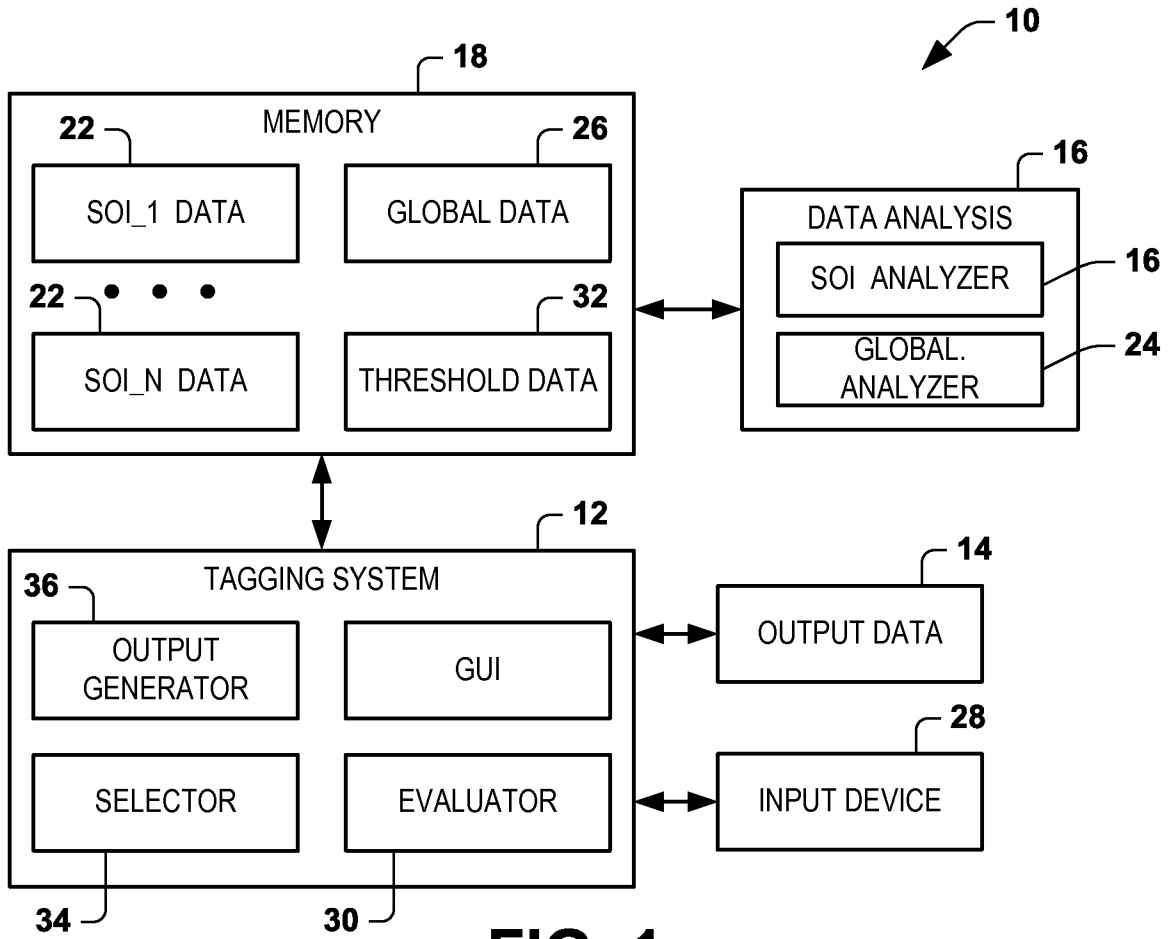 10
18
MEMORY
22
26
SOI_1 DATA
GLOBAL DATA
16
DATA ANALYSIS
SOI ANALYZER
16
22
32
GLOBAL.
ANALYZER
24
SOI_N DATA
THRESHOLD DATA
12
TAGGING SYSTEM
36
OUTPUT
GENERATOR
GUI
14
OUTPUT DATA
28
SELECTOR
EVALUATOR
INPUT DEVICE
34
30
FIG. 1